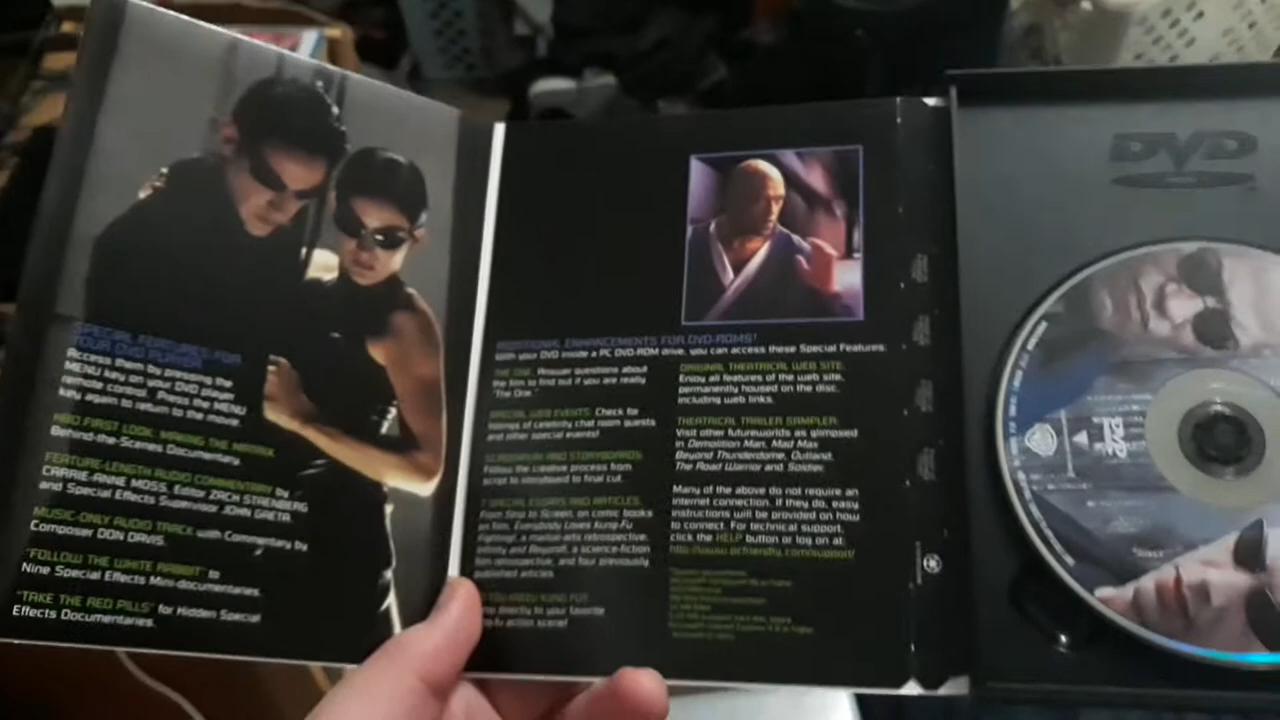 SPECIAL FEATURES FOR
YOUR DVD PLAYER
Access them by pressing the
MENU key on your DVD player
remote control. Press the MENU
key again to return to the movie.
HBO FIRST LOOK: MAKING THE MATRIX
Behind-the-Scenes Documentary.
FEATURE-LENGTH AUDIO COMMENTARY by
CARRIE-ANNE MOSS, Editor ZACH STAENBERG
and Special Effects Supervisor JOHN GAETA.
MUSIC-ONLY AUDIO TRACK with Commentary by
Composer DON DAVIS.
"FOLLOW THE WHITE RABBIT" to
Nine Special Effects Mini-documentaries.
"TAKE THE RED PILLS" for Hidden Special
Effects Documentaries.
ADDITIONAL ENHANCEMENTS FOR DVD-ROMS!
With your DVD inside a PC DVD-ROM drive, you can access these Special Features:
THE ONE. Answer questions about
the film to find out if you are really
"The One."
SPECIAL WEB EVENTS. Check for
listings of celebrity chat room guests
and other special events!
SCREENPLAY AND STORYBOARDS.
Follow the creative process from
script to storyboard to final cut.
7 SPECIAL ESSAYS AND ARTICLES.
From Strip to Screen, on comic books
on film, Everybody Loves Kung-Fu
Fighting!, a martial-arts retrospective,
Infinity and Beyond!, a science-fiction
film retrospective, and four previously
published articles.
directly to your favorite
action scene!
ORIGINAL THEATRICAL WEB SITE.
Enjoy all features of the web site,
permanently housed on the disc,
including web links.
THEATRICAL TRAILER SAMPLER:
Visit other futureworlds as glimpsed
in Demolition Man, Mad Max
Beyond Thunderdome, Outland,
The Road Warrior and Soldier.
Many of the above do not require an
internet connection. If they do, easy
instructions will be provided on how
to connect. For technical support,
click the HELP button or log on at:
http://www.pcfriendly.com/support/
DVD
DVD